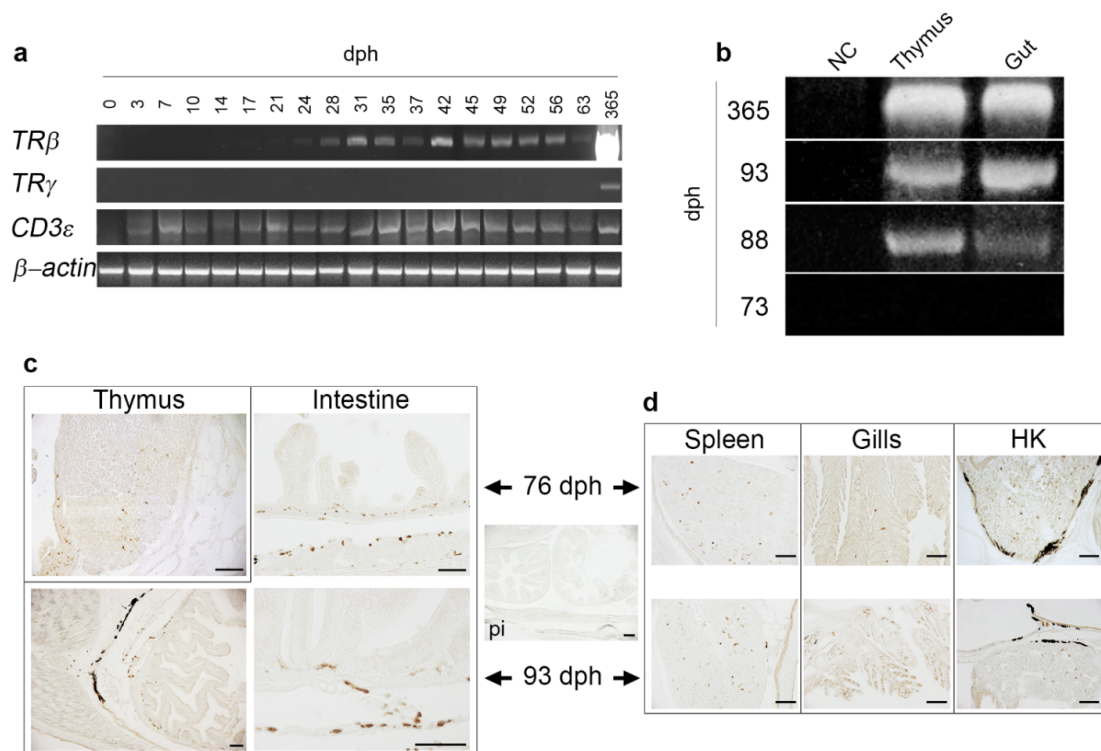 a
dph
0 3 7 10 14 17 21 24 28 31 35 37 42 45 49 52 56 63 365
TRβ
TRγ
CD3ε
β–actin
b
NC Thymus Gut
dph
365
93
88
73
c
Thymus Intestine
76 dph
pi
93 dph
d
Spleen Gills HK